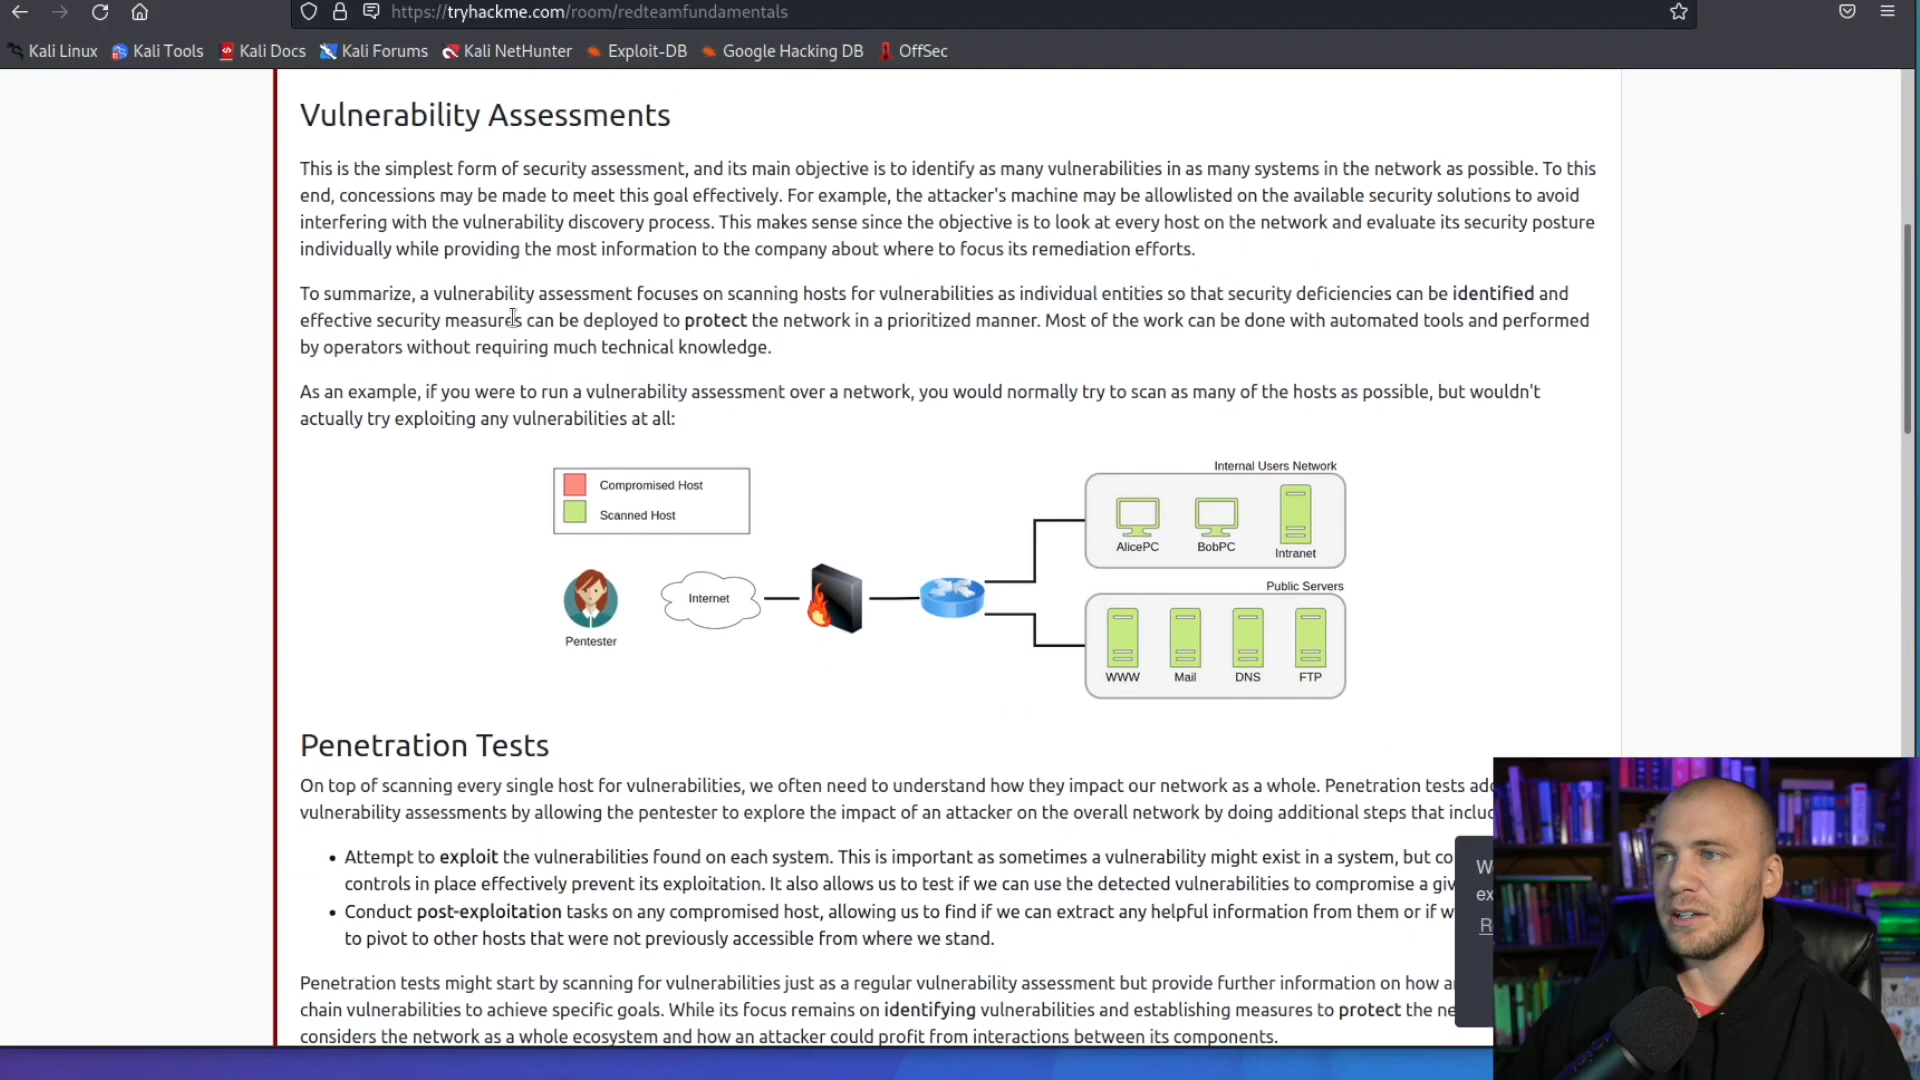 https://tryhackme.com/room/redteamfundamentals
Kali Linux Kali Tools Kali Docs Kali Forums Kali NetHunter Exploit-DB Google Hacking DB OffSec
Vulnerability Assessments
This is the simplest form of security assessment, and its main objective is to identify as many vulnerabilities in as many systems in the network as possible. To this
end, concessions may be made to meet this goal effectively. For example, the attacker's machine may be allowlisted on the available security solutions to avoid
interfering with the vulnerability discovery process. This makes sense since the objective is to look at every host on the network and evaluate its security posture
individually while providing the most information to the company about where to focus its remediation efforts.
To summarize, a vulnerability assessment focuses on scanning hosts for vulnerabilities as individual entities so that security deficiencies can be identified and
effective security measures can be deployed to protect the network in a prioritized manner. Most of the work can be done with automated tools and performed
by operators without requiring much technical knowledge.
As an example, if you were to run a vulnerability assessment over a network, you would normally try to scan as many of the hosts as possible, but wouldn't
actually try exploiting any vulnerabilities at all:
Compromised Host
Scanned Host
Pentester
Internet
Internal Users Network
AlicePC BobPC Intranet
Public Servers
WWW Mail DNS FTP
Penetration Tests
On top of scanning every single host for vulnerabilities, we often need to understand how they impact our network as a whole. Penetration tests ad
vulnerability assessments by allowing the pentester to explore the impact of an attacker on the overall network by doing additional steps that inclu
• Attempt to exploit the vulnerabilities found on each system. This is important as sometimes a vulnerability might exist in a system, but co
controls in place effectively prevent its exploitation. It also allows us to test if we can use the detected vulnerabilities to compromise a gi
• Conduct post-exploitation tasks on any compromised host, allowing us to find if we can extract any helpful information from them or if w
to pivot to other hosts that were not previously accessible from where we stand.
Penetration tests might start by scanning for vulnerabilities just as a regular vulnerability assessment but provide further information on how a
chain vulnerabilities to achieve specific goals. While its focus remains on identifying vulnerabilities and establishing measures to protect the ne
considers the network as a whole ecosystem and how an attacker could profit from interactions between its components.
W
ex
R